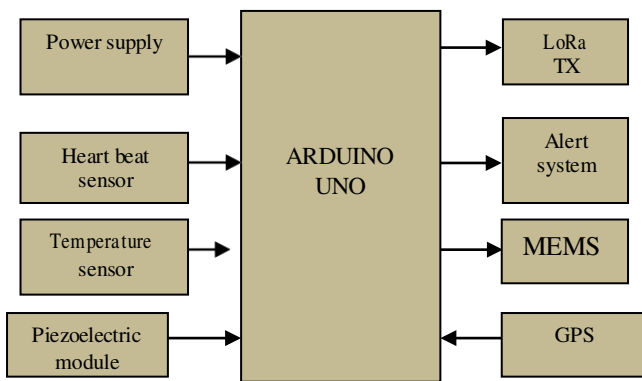 Power supply
Heart beat
sensor
Temperature
sensor
Piezoelectric
module
ARDUINO
UNO
LoRa
TX
Alert
system
MEMS
GPS